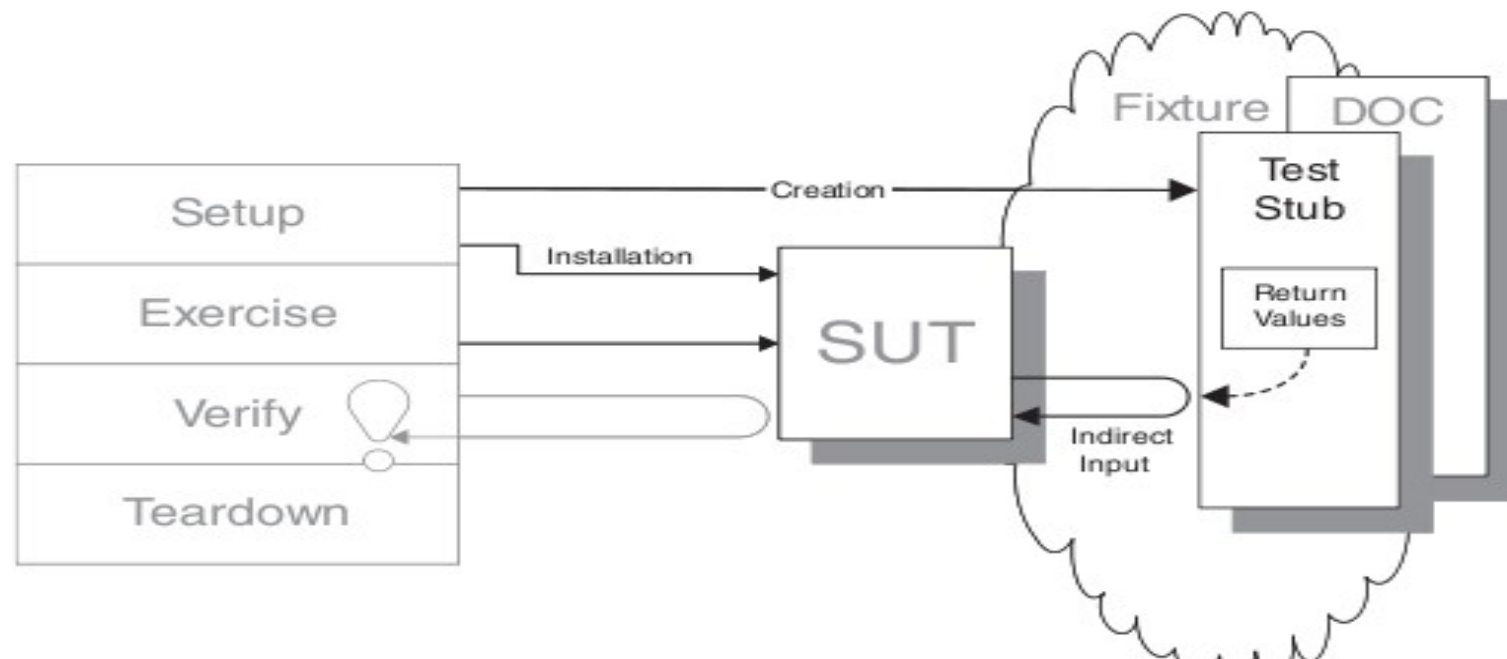 Fixture
DOC
Test
Stub
Setup
Creation
Installation
Return
Values
Exercise
SUT
Verify
Indirect
Input
Teardown